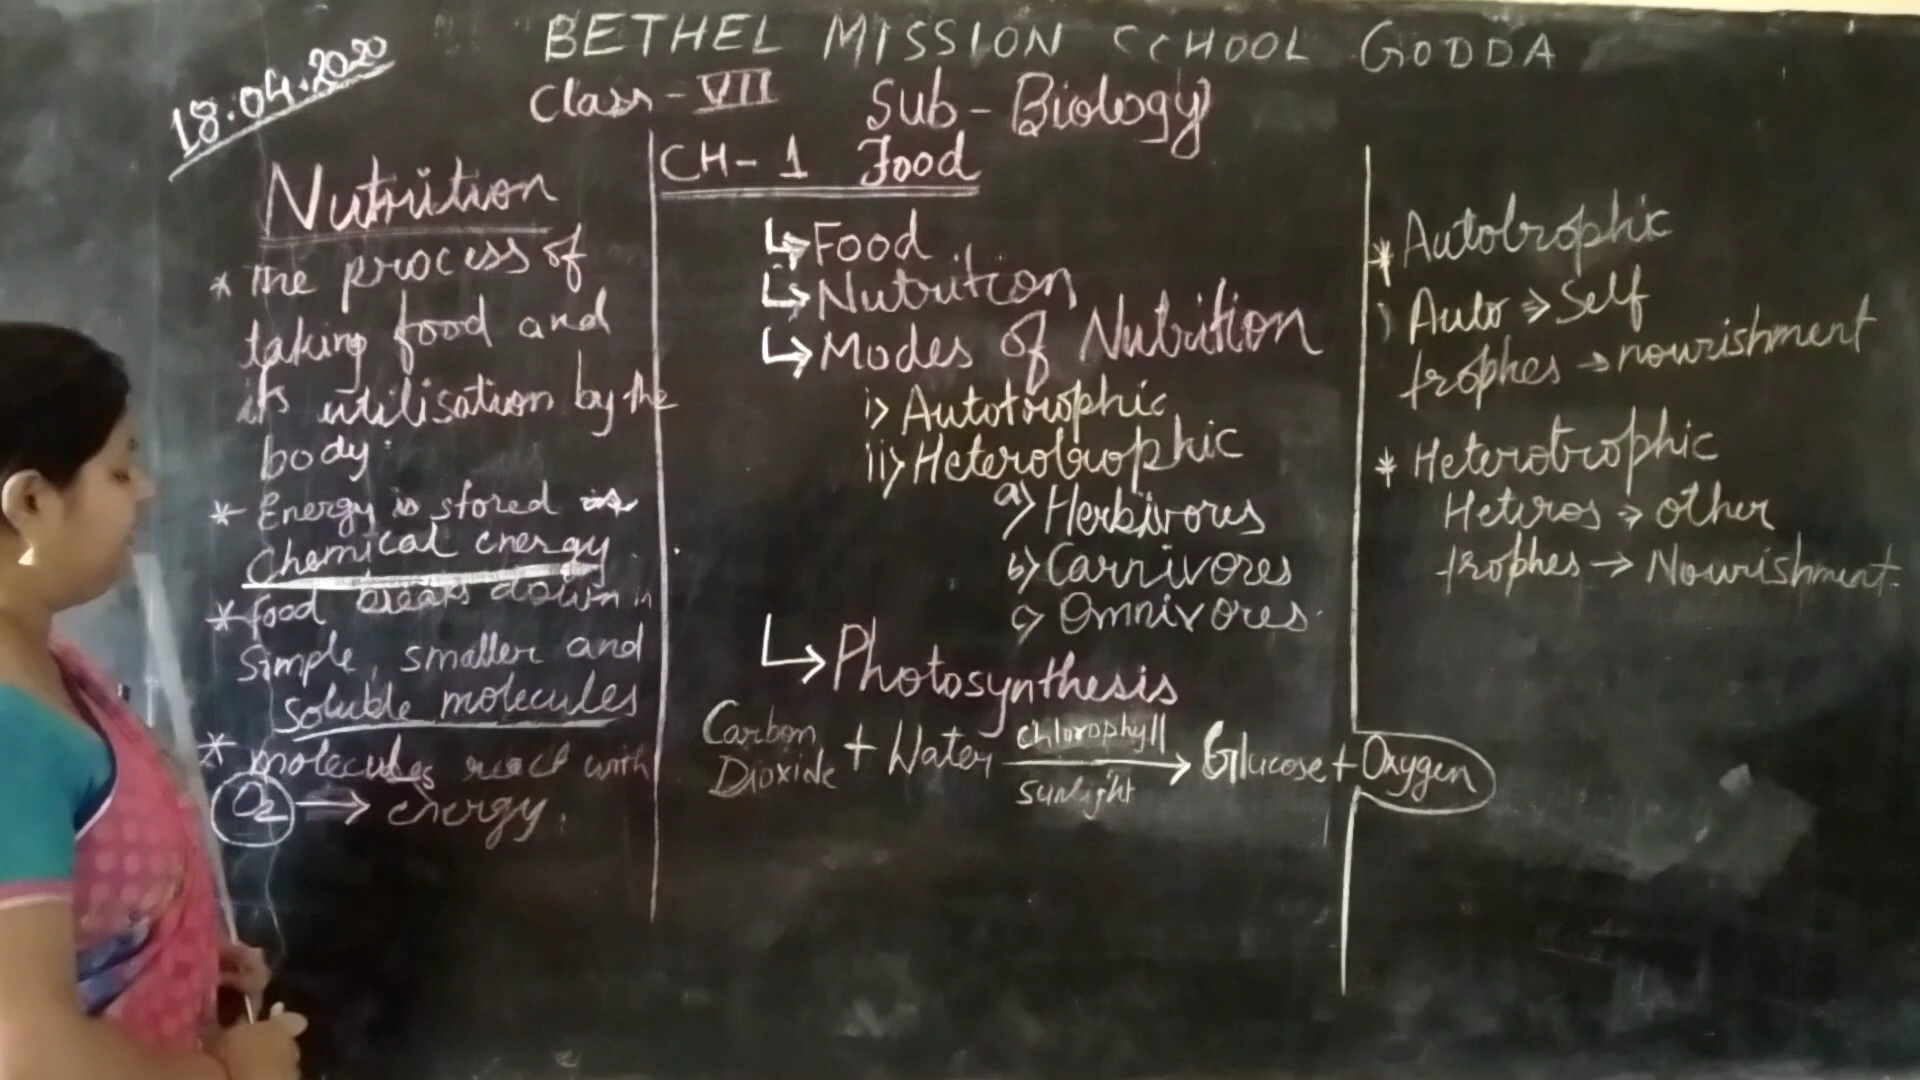 18.04.2020
BETHEL MISSION SCHOOL GODDA
Class - VII Sub - Biology
Nutrition
* The process of
taking food and
its utilisation by the
body.
* Energy is stored as
Chemical energy
* food breaks down in
Simple, smaller and
soluble molecules
* molecules react with
O2 → energy.
CH - 1 Food
↳ Food
↳ Nutrition
↳ Modes of Nutrition
i> Autotrophic
ii> Heterotrophic
a) Herbivores
b) Carnivores
c) Omnivores.
↳ Photosynthesis
chlorophyll
Carbon Dioxide + Water → Glucose + Oxygen
sunlight
* Autotrophic
Auto ⇒ Self
trophes → nourishment
* Heterotrophic
Heteros → other
trophes → Nourishment.